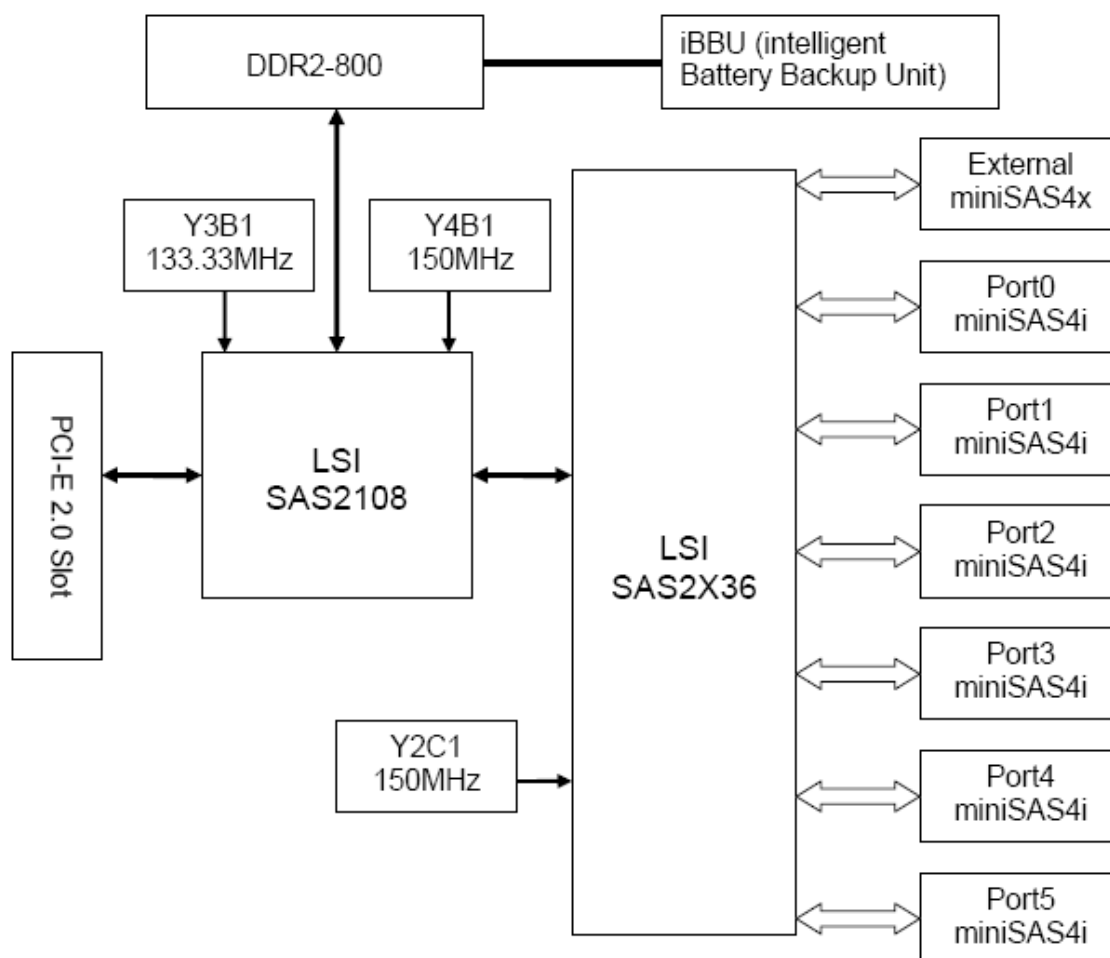 DDR2-800
iBBU (intelligent
Battery Backup Unit)
External
miniSAS4x
Y3B1
133.33MHz
Y4B1
150MHz
Port0
miniSAS4i
PCI-E 2.0 Slot
LSI
SAS2108
Port1
miniSAS4i
LSI
SAS2X36
Port2
miniSAS4i
Port3
miniSAS4i
Y2C1
150MHz
Port4
miniSAS4i
Port5
miniSAS4i